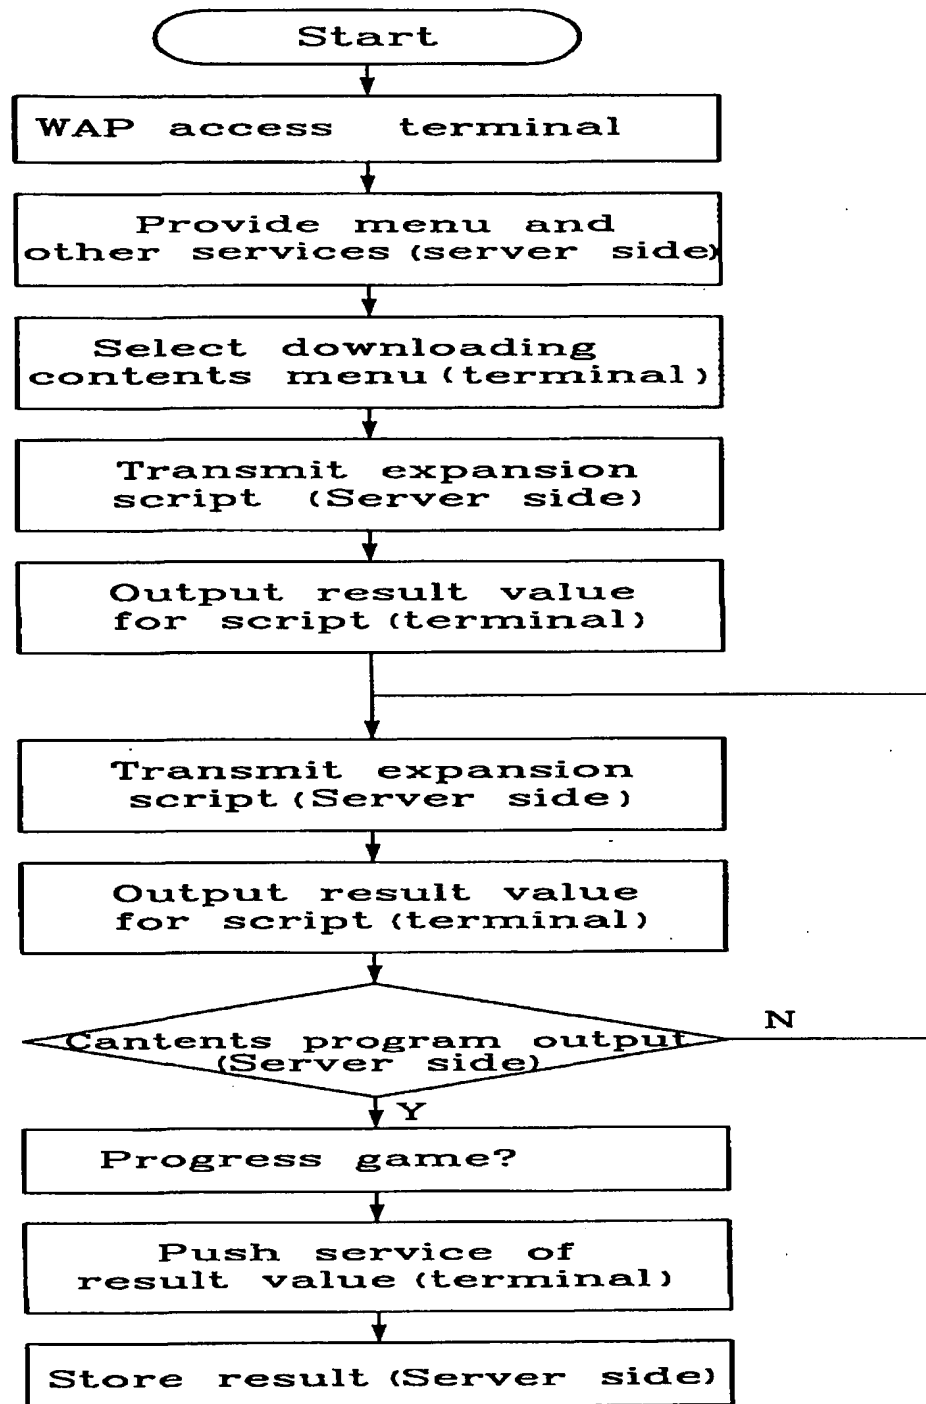 Start
WAP access terminal
Provide menu and
other services (server side)
Select downloading
contents menu (terminal)
Transmit expansion
script (Server side)
Output result value
for script (terminal)
Transmit expansion
script (Server side)
Output result value
for script (terminal)
Cantents program output
(Server side)
N
Y
Progress game?
Push service of
result value (terminal)
Store result (Server side)